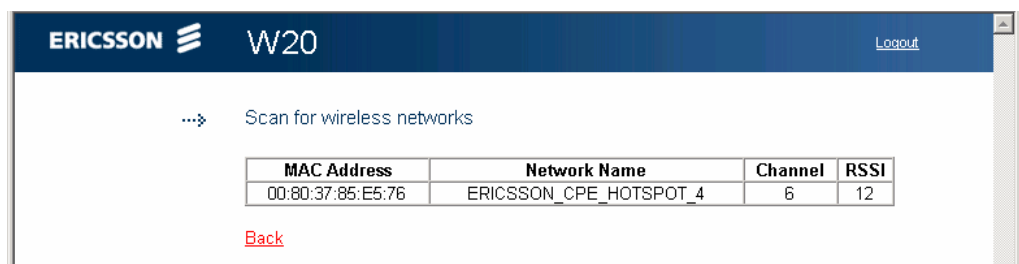 ERICSSON W20 Logout
Scan for wireless networks
MAC Address Network Name Channel RSSI
00:80:37:85:E5:76 ERICSSON_CPE_HOTSPOT_4 6 12
Back